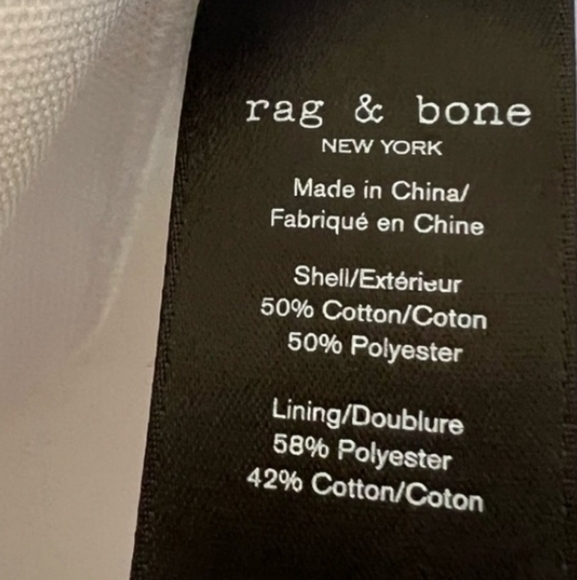 rag & bone
NEW YORK
Made in China/
Fabriqué en Chine
Shell/Extérieur
50% Cotton/Coton
50% Polyester
Lining/Doublure
58% Polyester
42% Cotton/Coton